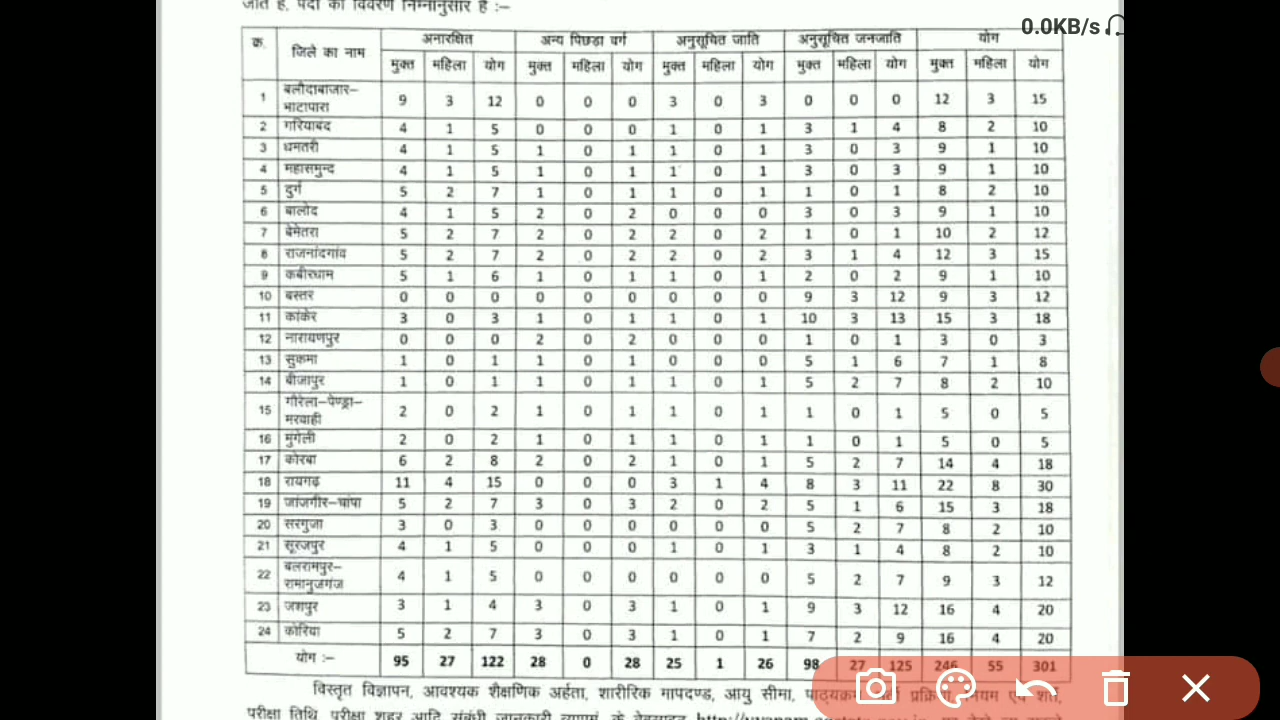 जाते है, पदों का विवरण निम्नानुसार है :–
0.0KB/s
क्र. जिले का नाम अनारक्षित अन्य पिछडा वर्ग अनुसूचित जाति अनुसूचित जनजाति योग
मुक्त महिला योग मुक्त महिला योग मुक्त महिला योग मुक्त महिला योग मुक्त महिला योग
1 बलौदाबाजार–भाटापारा 9 3 12 0 0 0 3 0 3 0 0 0 12 3 15
2 गरियाबंद 4 1 5 0 0 0 1 0 1 3 1 4 8 2 10
3 धमतरी 4 1 5 1 0 1 1 0 1 3 0 3 9 1 10
4 महासमुन्द 4 1 5 1 0 1 1 0 1 3 0 3 9 1 10
5 दुर्ग 5 2 7 1 0 1 1 0 1 1 0 1 8 2 10
6 बालोद 4 1 5 2 0 2 0 0 0 3 0 3 9 1 10
7 बेमेतरा 5 2 7 2 0 2 2 0 2 1 0 1 10 2 12
8 राजनांदगांव 5 2 7 2 0 2 2 0 2 3 1 4 12 3 15
9 कबीरधाम 5 1 6 1 0 1 1 0 1 2 0 2 9 1 10
10 बस्तर 0 0 0 0 0 0 0 0 0 9 3 12 9 3 12
11 कांकेर 3 0 3 1 0 1 1 0 1 10 3 13 15 3 18
12 नारायणपुर 0 0 0 2 0 2 0 0 0 1 0 1 3 0 3
13 सुकमा 1 0 1 1 0 1 0 0 0 5 1 6 7 1 8
14 बीजापुर 1 0 1 1 0 1 1 0 1 5 2 7 8 2 10
15 गौरेला–पेण्ड्रा–मरवाही 2 0 2 1 0 1 1 0 1 1 0 1 5 0 5
16 मुंगेली 2 0 2 1 0 1 1 0 1 1 0 1 5 0 5
17 कोरबा 6 2 8 2 0 2 1 0 1 5 2 7 14 4 18
18 रायगढ़ 11 4 15 0 0 0 3 1 4 8 3 11 22 8 30
19 जांजगीर–चांपा 5 2 7 3 0 3 2 0 2 5 1 6 15 3 18
20 सरगुजा 3 0 3 0 0 0 0 0 0 5 2 7 8 2 10
21 सूरजपुर 4 1 5 0 0 0 1 0 1 3 1 4 8 2 10
22 बलरामपुर–रामानुजगंज 4 1 5 0 0 0 0 0 0 5 2 7 9 3 12
23 जशपुर 3 1 4 3 0 3 1 0 1 9 3 12 16 4 20
24 कोरिया 5 2 7 3 0 3 1 0 1 7 2 9 16 4 20
योग :– 95 27 122 28 0 28 25 1 26 98 27 125 246 55 301
विस्तृत विज्ञापन, आवश्यक शैक्षणिक अर्हता, शारीरिक मापदण्ड, आयु सीमा, पाठ्यक्रम
परीक्षा तिथि, परीक्षा शहर आदि संबंधी जानकारी व्यापमं के वेबसाइट